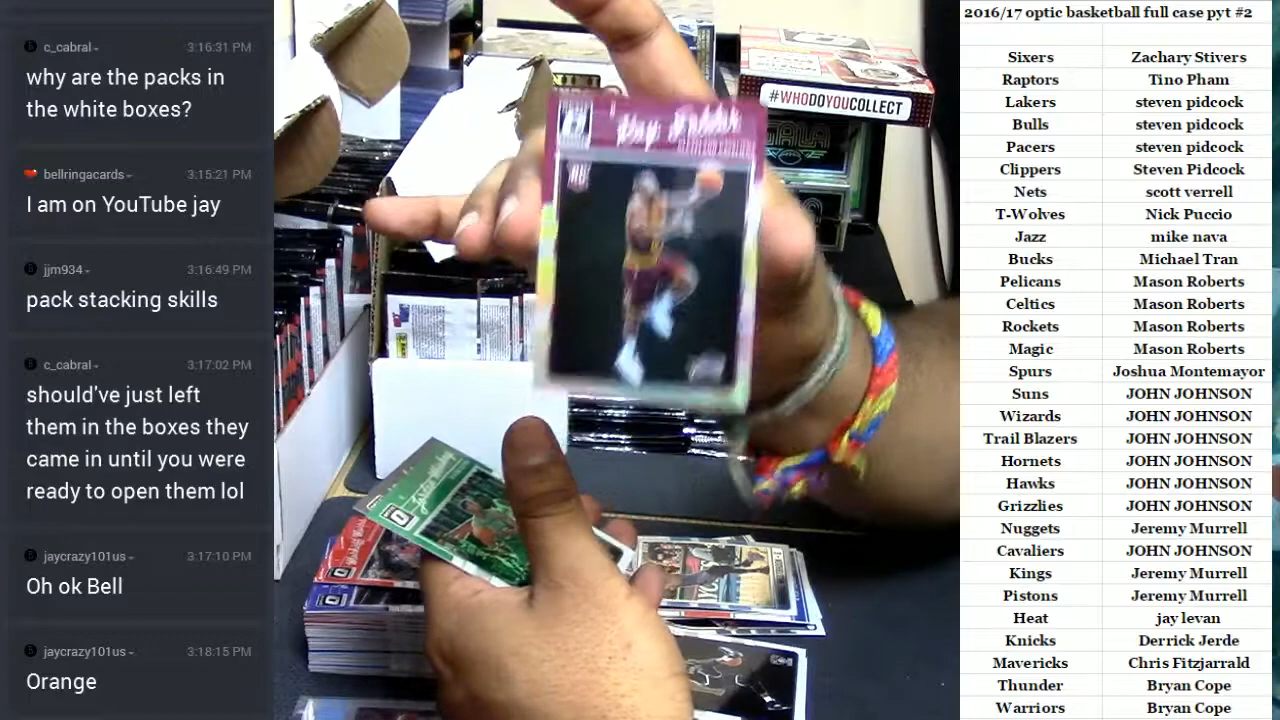 c_cabral 3:16:31 PM
why are the packs in
the white boxes?
bellringacards 3:15:21 PM
I am on YouTube jay
jjm934 3:16:49 PM
pack stacking skills
c_cabral 3:17:02 PM
should've just left
them in the boxes they
came in until you were
ready to open them lol
jaycrazy101us 3:17:10 PM
Oh ok Bell
jaycrazy101us 3:18:15 PM
Orange
#WHODOYOUCOLLECT
2016/17 optic basketball full case pyt #2
Sixers Zachary Stivers
Raptors Tino Pham
Lakers steven pidcock
Bulls steven pidcock
Pacers steven pidcock
Clippers Steven Pidcock
Nets scott verrell
T-Wolves Nick Puccio
Jazz mike nava
Bucks Michael Tran
Pelicans Mason Roberts
Celtics Mason Roberts
Rockets Mason Roberts
Magic Mason Roberts
Spurs Joshua Montemayor
Suns JOHN JOHNSON
Wizards JOHN JOHNSON
Trail Blazers JOHN JOHNSON
Hornets JOHN JOHNSON
Hawks JOHN JOHNSON
Grizzlies JOHN JOHNSON
Nuggets Jeremy Murrell
Cavaliers JOHN JOHNSON
Kings Jeremy Murrell
Pistons Jeremy Murrell
Heat jay levan
Knicks Derrick Jerde
Mavericks Chris Fitzjarrald
Thunder Bryan Cope
Warriors Bryan Cope